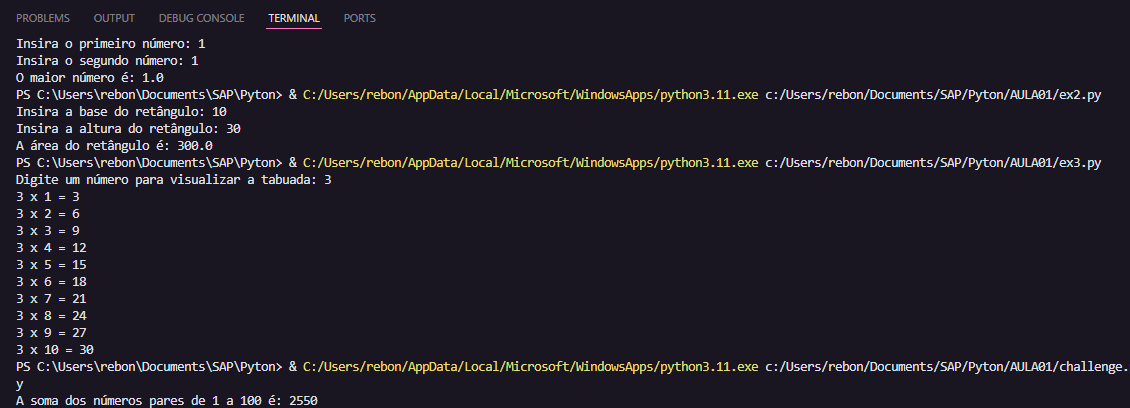 PROBLEMS OUTPUT DEBUG CONSOLE TERMINAL PORTS
Insira o primeiro número: 1
Insira o segundo número: 1
O maior número é: 1.0
PS C:\Users\rebon\Documents\SAP\Pyton> & C:/Users/rebon/AppData/Local/Microsoft/WindowsApps/python3.11.exe c:/Users/rebon/Documents/SAP/Pyton/AULA01/ex2.py
Insira a base do retângulo: 10
Insira a altura do retângulo: 30
A área do retângulo é: 300.0
PS C:\Users\rebon\Documents\SAP\Pyton> & C:/Users/rebon/AppData/Local/Microsoft/WindowsApps/python3.11.exe c:/Users/rebon/Documents/SAP/Pyton/AULA01/ex3.py
Digite um número para visualizar a tabuada: 3
3 x 1 = 3
3 x 2 = 6
3 x 3 = 9
3 x 4 = 12
3 x 5 = 15
3 x 6 = 18
3 x 7 = 21
3 x 8 = 24
3 x 9 = 27
3 x 10 = 30
PS C:\Users\rebon\Documents\SAP\Pyton> & C:/Users/rebon/AppData/Local/Microsoft/WindowsApps/python3.11.exe c:/Users/rebon/Documents/SAP/Pyton/AULA01/challenge.
y
A soma dos números pares de 1 a 100 é: 2550